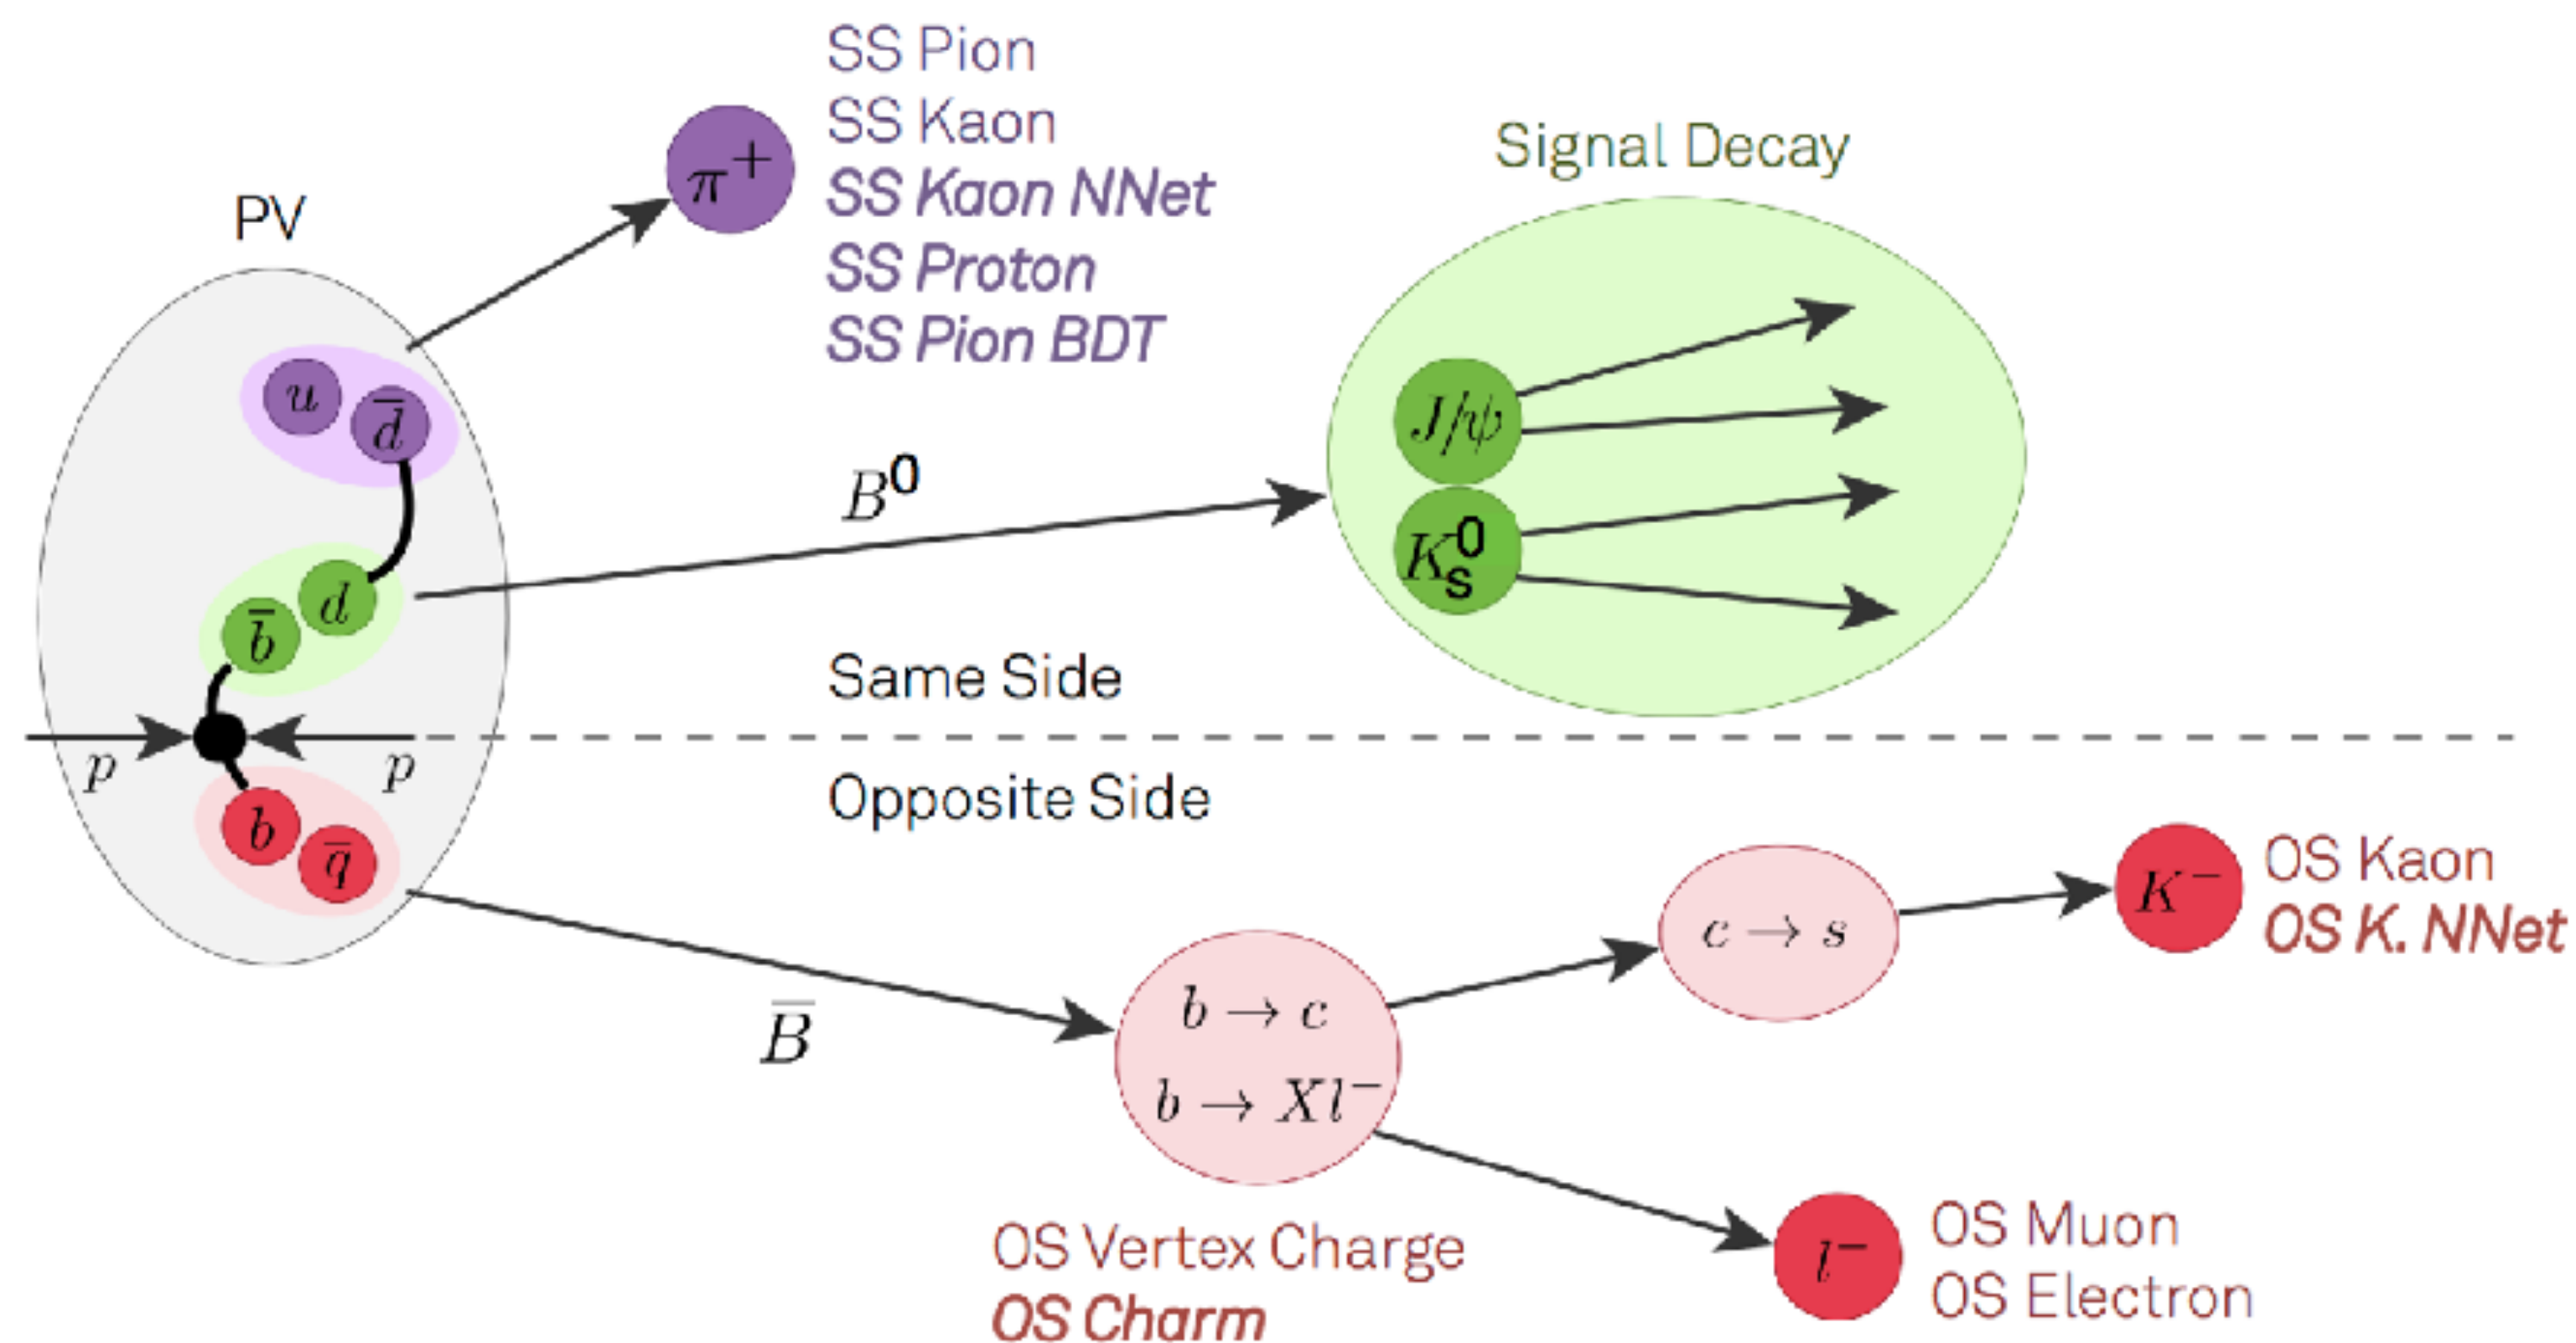 SS Pion
SS Kaon
SS Kaon NNet
SS Proton
SS Pion BDT
π⁺
Signal Decay
PV
u
d̅
J/ψ
B⁰
K⁰ₛ
d
b̅
Same Side
p
p
Opposite Side
b
q̅
OS Kaon
OS K. NNet
K⁻
c → s
B̅
b → c
b → Xl⁻
OS Vertex Charge
OS Charm
l⁻
OS Muon
OS Electron